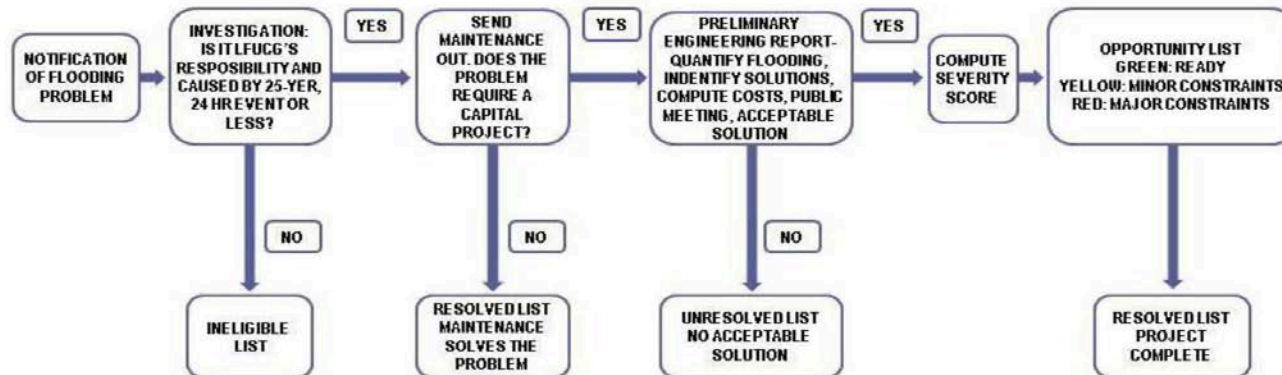 NOTIFICATION
OF FLOODING
PROBLEM
INVESTIGATION:
IS IT LFUCG'S
RESPOSIBILITY AND
CAUSED BY 25-YER,
24 HR EVENT OR
LESS?
YES
SEND
MAINTENANCE
OUT. DOES THE
PROBLEM
REQUIRE A
CAPITAL
PROJECT?
YES
PRELIMINARY
ENGINEERING REPORT-
QUANTIFY FLOODING,
INDENTIFY SOLUTIONS,
COMPUTE COSTS, PUBLIC
MEETING, ACCEPTABLE
SOLUTION
YES
COMPUTE
SEVERITY
SCORE
OPPORTUNITY LIST
GREEN: READY
YELLOW: MINOR CONSTRAINTS
RED: MAJOR CONSTRAINTS
NO
NO
NO
INELIGIBLE
LIST
RESOLVED LIST
MAINTENANCE
SOLVES THE
PROBLEM
UNRESOLVED LIST
NO ACCEPTABLE
SOLUTION
RESOLVED LIST
PROJECT
COMPLETE